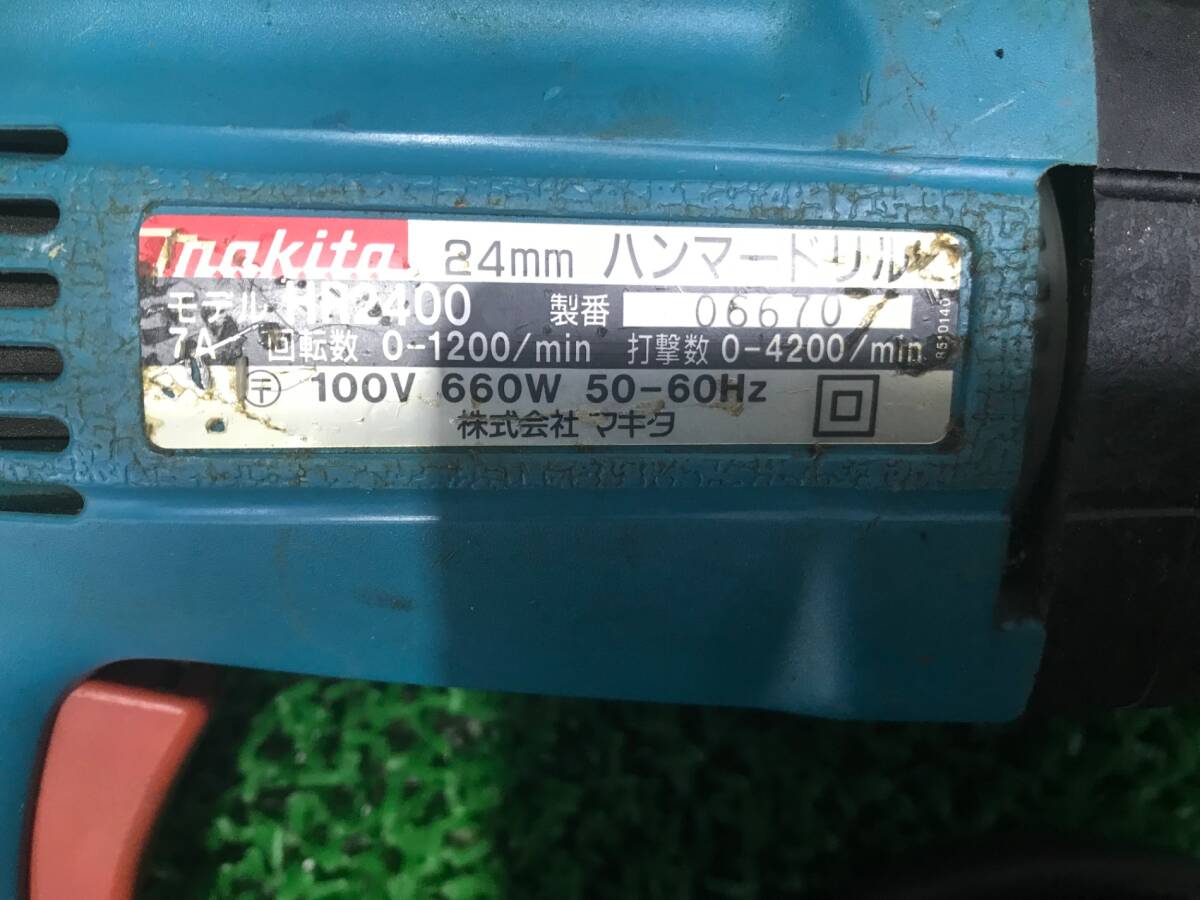 makita 24mm ハンマードリル
モデル HR2400 製番 06670
7A 回転数 0-1200/min 打撃数 0-4200/min
〒 100V 660W 50-60Hz
株式会社 マキタ